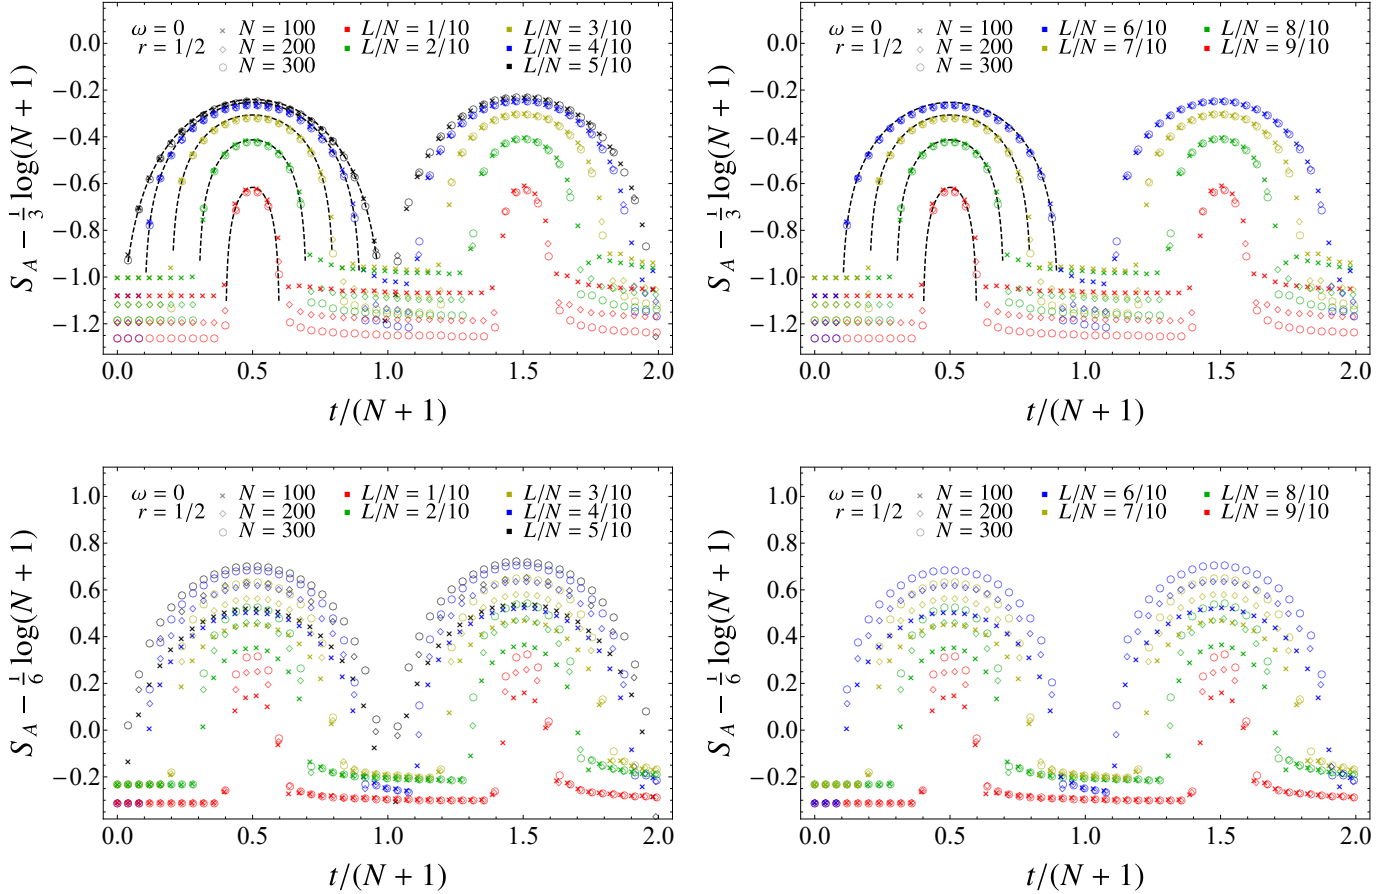 ω = 0 N = 100 L/N = 1/10 L/N = 3/10
r = 1/2 N = 200 L/N = 2/10 L/N = 4/10
N = 300 L/N = 5/10
0.0
−0.2
−0.4
−0.6
−0.8
−1.0
−1.2
S_A − 1/3 log(N + 1)
0.0 0.5 1.0 1.5 2.0
t/(N + 1)
ω = 0 N = 100 L/N = 6/10 L/N = 8/10
r = 1/2 N = 200 L/N = 7/10 L/N = 9/10
N = 300
0.0
−0.2
−0.4
−0.6
−0.8
−1.0
−1.2
S_A − 1/3 log(N + 1)
0.0 0.5 1.0 1.5 2.0
t/(N + 1)
ω = 0 N = 100 L/N = 1/10 L/N = 3/10
r = 1/2 N = 200 L/N = 2/10 L/N = 4/10
N = 300 L/N = 5/10
1.0
0.8
0.6
0.4
0.2
0.0
−0.2
S_A − 1/6 log(N + 1)
0.0 0.5 1.0 1.5 2.0
t/(N + 1)
ω = 0 N = 100 L/N = 6/10 L/N = 8/10
r = 1/2 N = 200 L/N = 7/10 L/N = 9/10
N = 300
1.0
0.8
0.6
0.4
0.2
0.0
−0.2
S_A − 1/6 log(N + 1)
0.0 0.5 1.0 1.5 2.0
t/(N + 1)